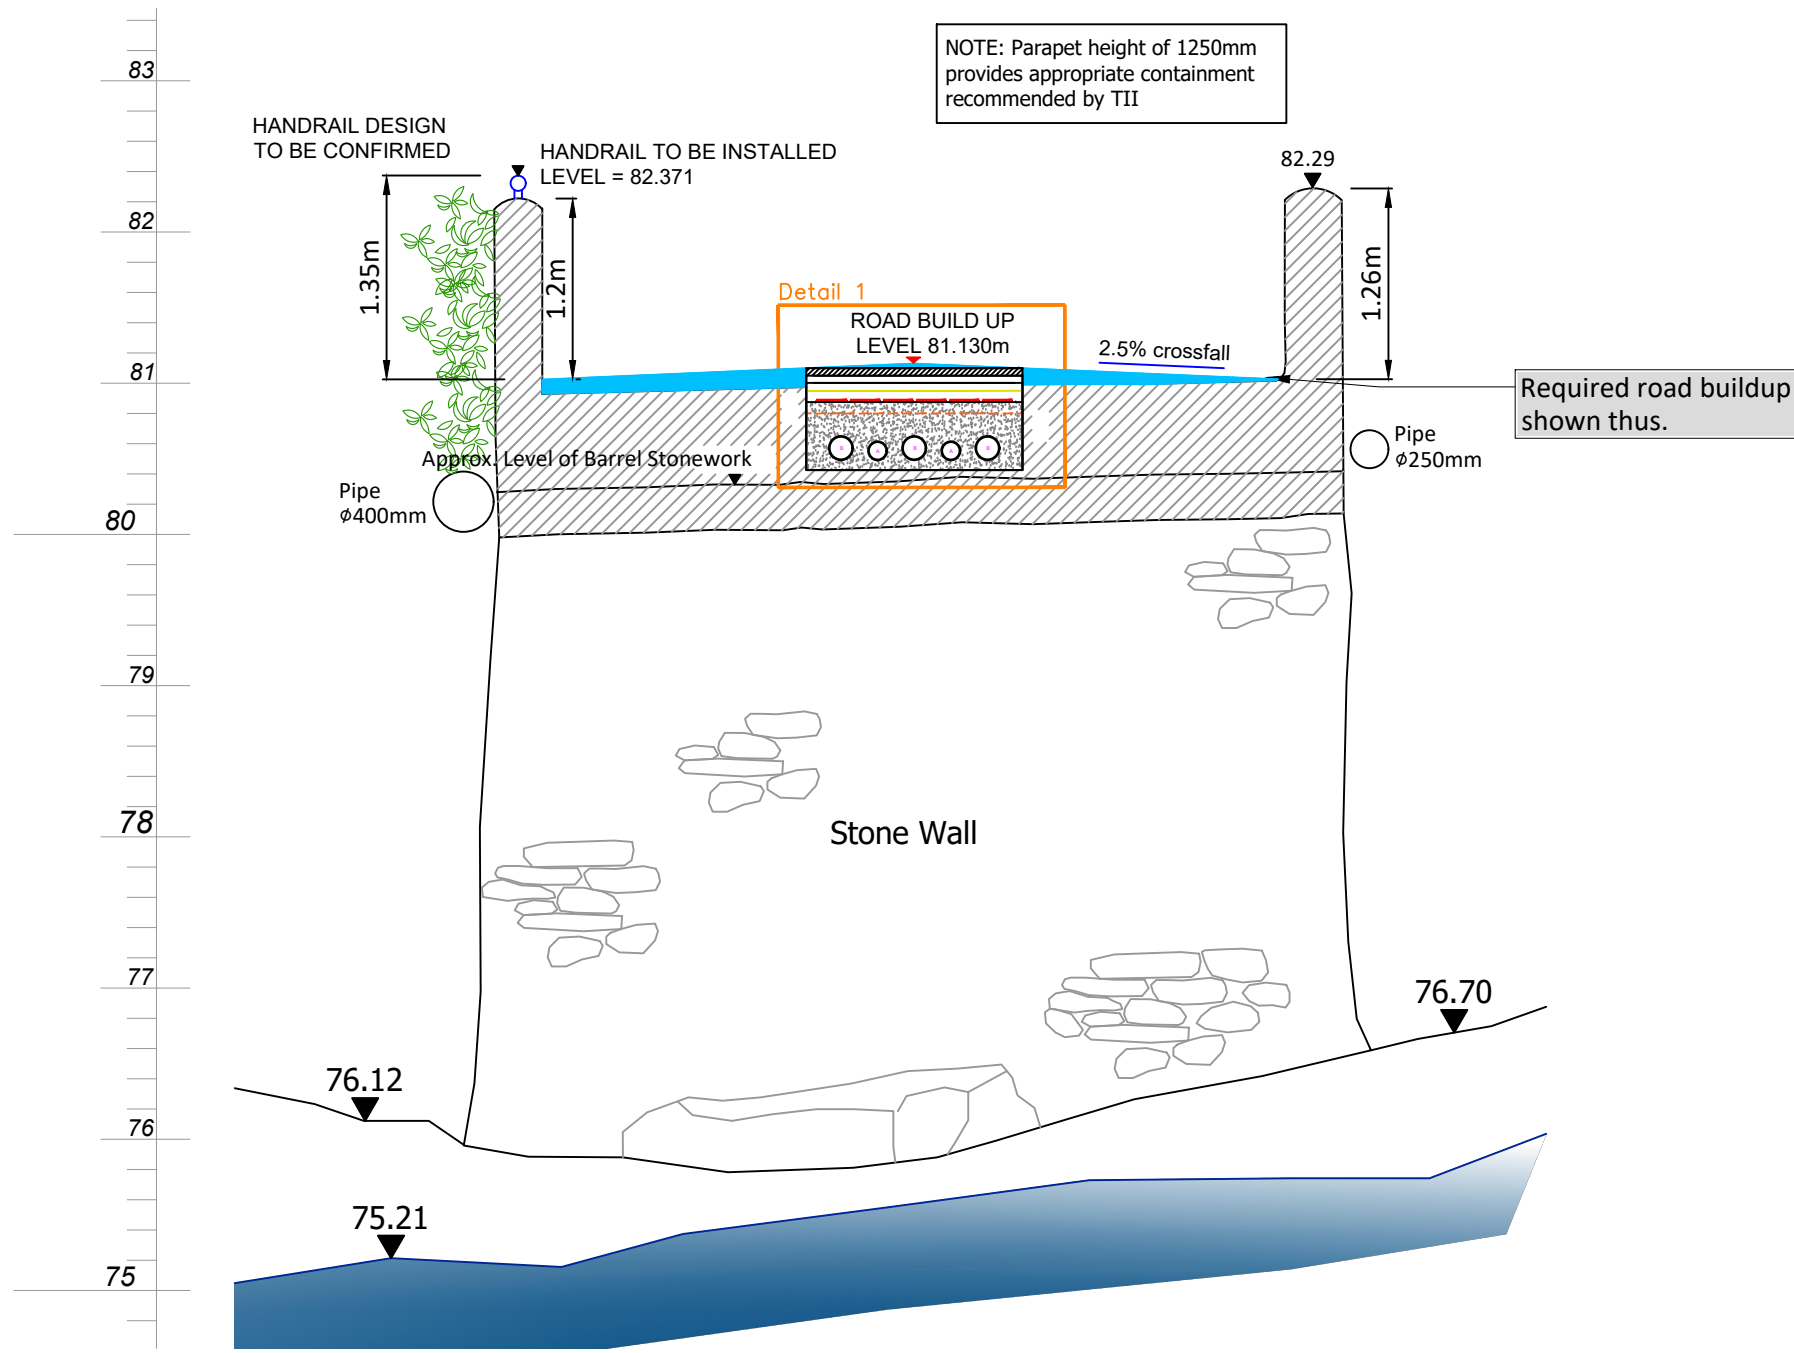 NOTE: Parapet height of 1250mm
provides appropriate containment
recommended by TII
83
HANDRAIL DESIGN
TO BE CONFIRMED
HANDRAIL TO BE INSTALLED
LEVEL = 82.371
82.29
82
1.35m
1.2m
1.26m
Detail 1
ROAD BUILD UP
LEVEL 81.130m
2.5% crossfall
81
Required road buildup
shown thus.
Approx. Level of Barrel Stonework
Pipe
⌀250mm
Pipe
⌀400mm
80
79
78
Stone Wall
77
76.70
76.12
76
75.21
75